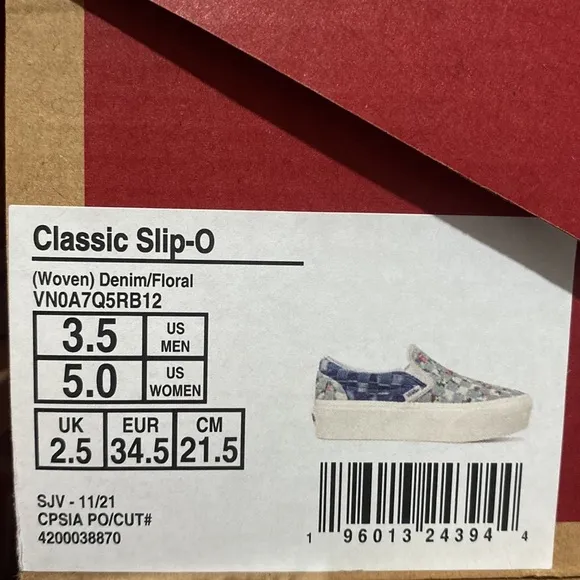 Classic Slip-O
(Woven) Denim/Floral
VN0A7Q5RB12
3.5 US MEN
5.0 US WOMEN
UK EUR CM
2.5 34.5 21.5
SJV - 11/21
CPSIA PO/CUT#
4200038870
1 96013 24394 4